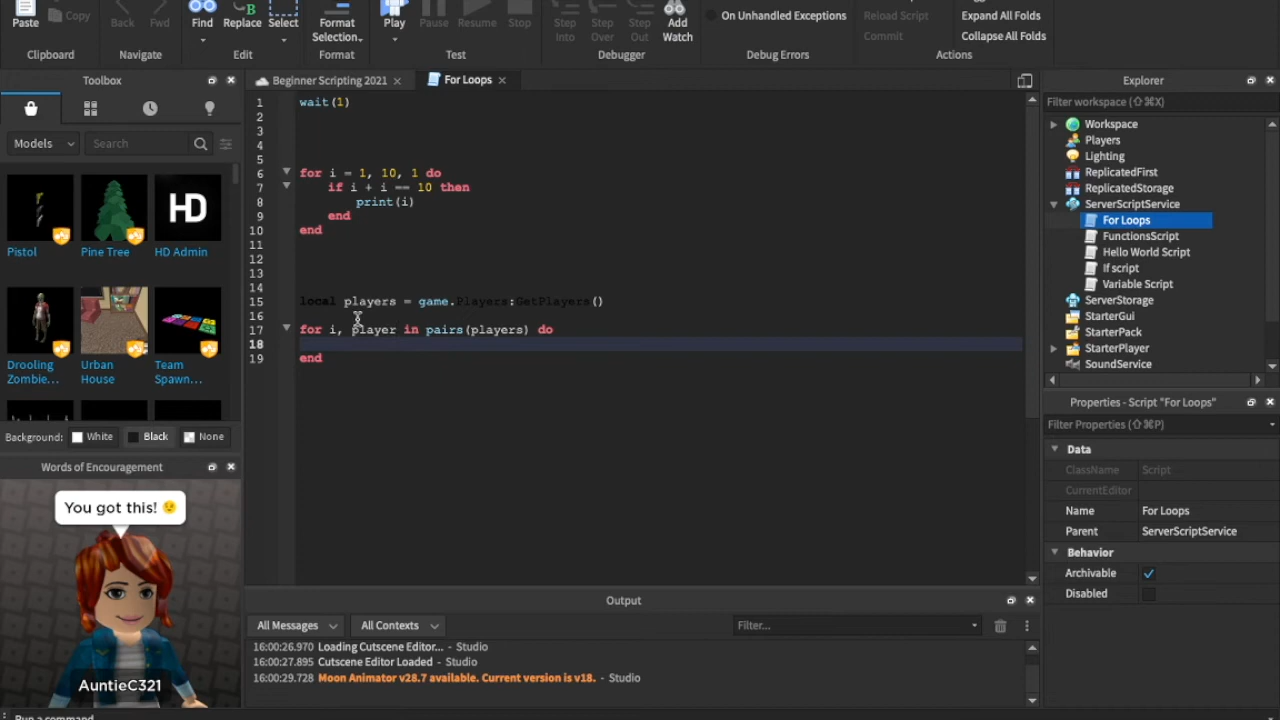 Paste
Copy
Clipboard
Back
Fwd
Navigate
Find
Replace
Select
Edit
Format
Selection
Format
Play
Pause
Resume
Stop
Test
Step
Into
Step
Over
Step
Out
Add
Watch
Debugger
On Unhandled Exceptions
Debug Errors
Reload Script
Commit
Expand All Folds
Collapse All Folds
Actions
Toolbox
Models
Search
Pistol
Pine Tree
HD
HD Admin
Drooling
Zombie...
Urban
House
Team
Spawn...
Background:
White
Black
None
Words of Encouragement
You got this! 😉
AuntieC321
Beginner Scripting 2021
For Loops
1 wait(1)
2
3
4
5
6 for i = 1, 10, 1 do
7 if i + i == 10 then
8 print(i)
9 end
10 end
11
12
13
14
15 local players = game.Players:GetPlayers()
16
17 for i, player in pairs(players) do
18
19 end
Output
All Messages
All Contexts
Filter...
16:00:26.970 Loading Cutscene Editor... - Studio
16:00:27.895 Cutscene Editor Loaded - Studio
16:00:29.728 Moon Animator v28.7 available. Current version is v18. - Studio
Run a command
Explorer
Filter workspace (⇧⌘X)
Workspace
Players
Lighting
ReplicatedFirst
ReplicatedStorage
ServerScriptService
For Loops
FunctionsScript
Hello World Script
If script
Variable Script
ServerStorage
StarterGui
StarterPack
StarterPlayer
SoundService
Properties - Script "For Loops"
Filter Properties (⇧⌘P)
Data
ClassName Script
CurrentEditor
Name For Loops
Parent ServerScriptService
Behavior
Archivable
Disabled